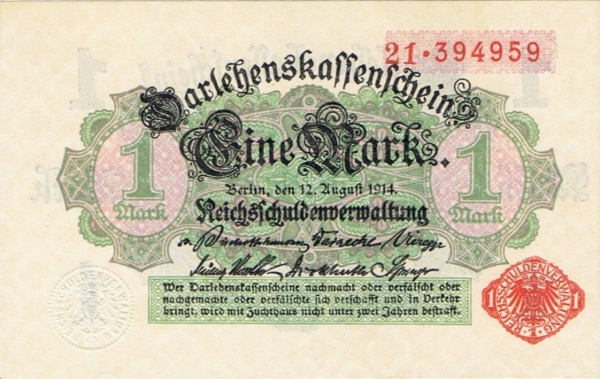 21·394959
Darlehenskassenschein
Eine Mark.
1 Mark
1 Mark
Berlin, den 12. August 1914.
Reichsschuldenverwaltung
Wer Darlehenskassenscheine nachmacht oder verfälscht oder
nachgemachte oder verfälschte sich verschafft und in Verkehr
bringt, wird mit Zuchthaus nicht unter zwei Jahren bestraft.
REICHSSCHULDENVERWALTUNG
1 1